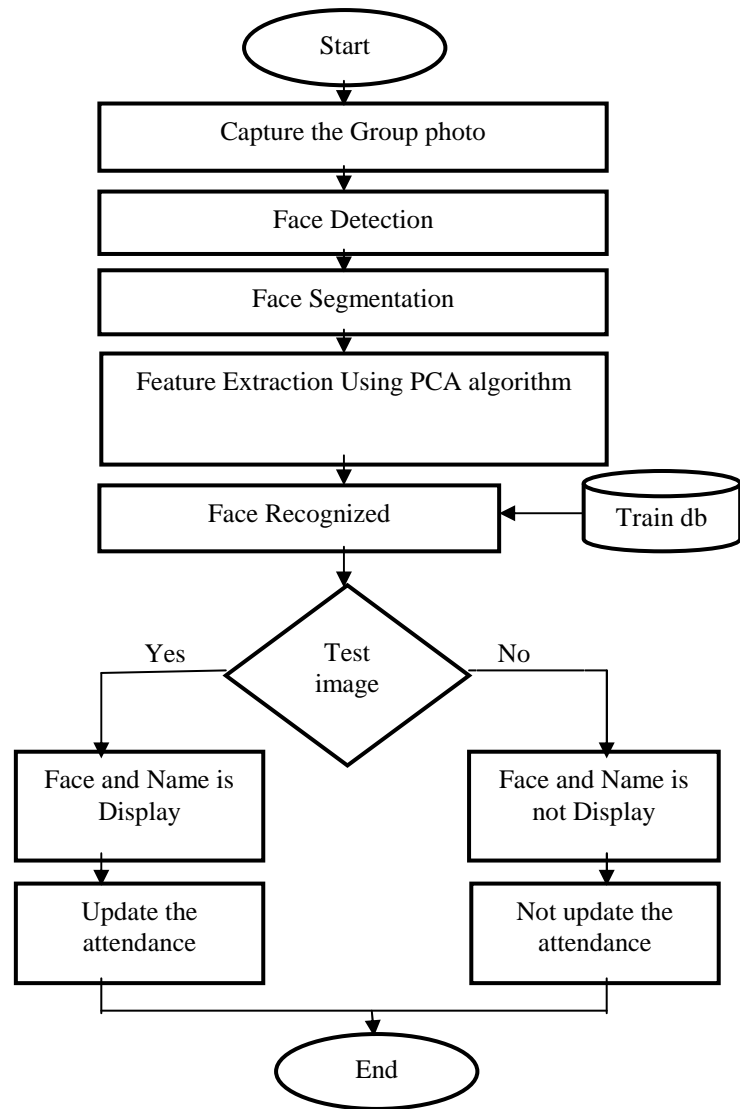 Start
Capture the Group photo
Face Detection
Face Segmentation
Feature Extraction Using PCA algorithm
Face Recognized
Train db
Test
image
Yes
No
Face and Name is
Display
Face and Name is
not Display
Update the
attendance
Not update the
attendance
End